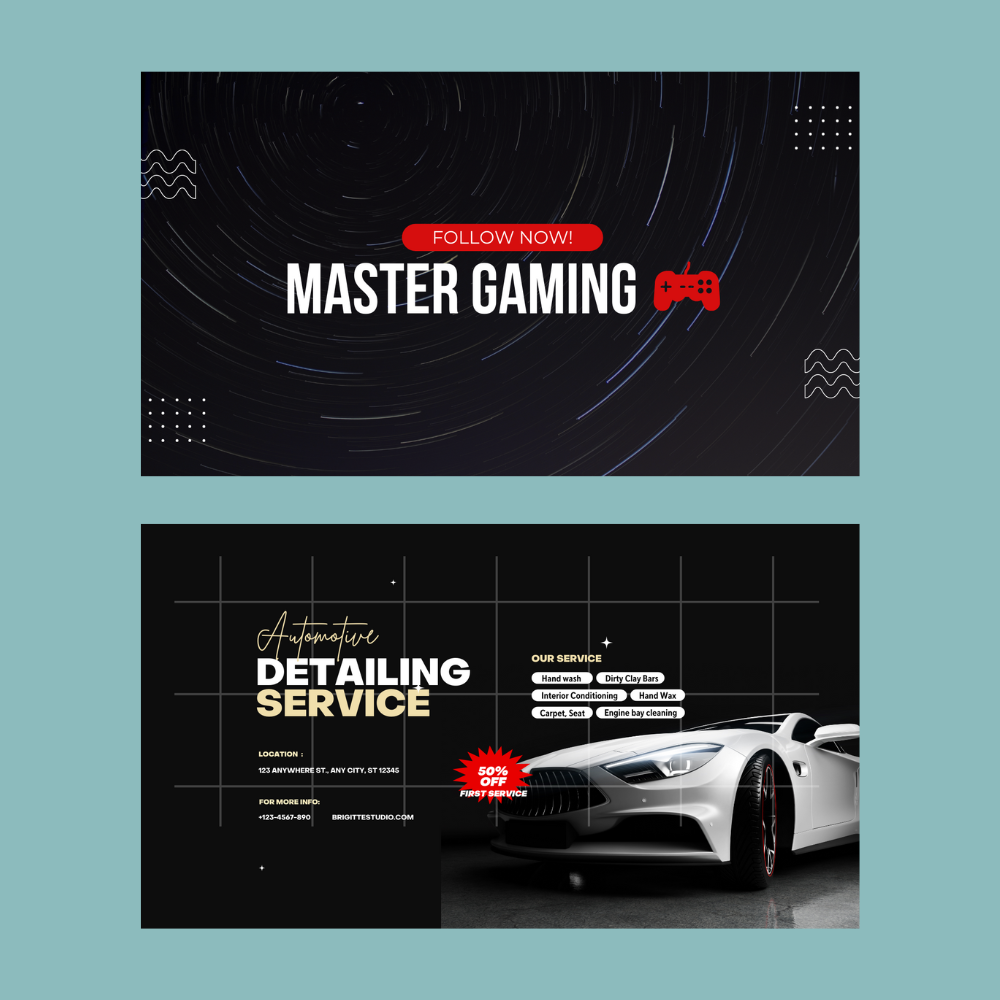 FOLLOW NOW!
MASTER GAMING
Automotive
DETAILING
SERVICE
LOCATION :
123 ANYWHERE ST., ANY CITY, ST 12345
FOR MORE INFO:
+123-4567-890 BRIGITTESTUDIO.COM
OUR SERVICE
Hand wash Dirty Clay Bars
Interior Conditioning Hand Wax
Carpet, Seat Engine bay cleaning
50%
OFF
FIRST SERVICE